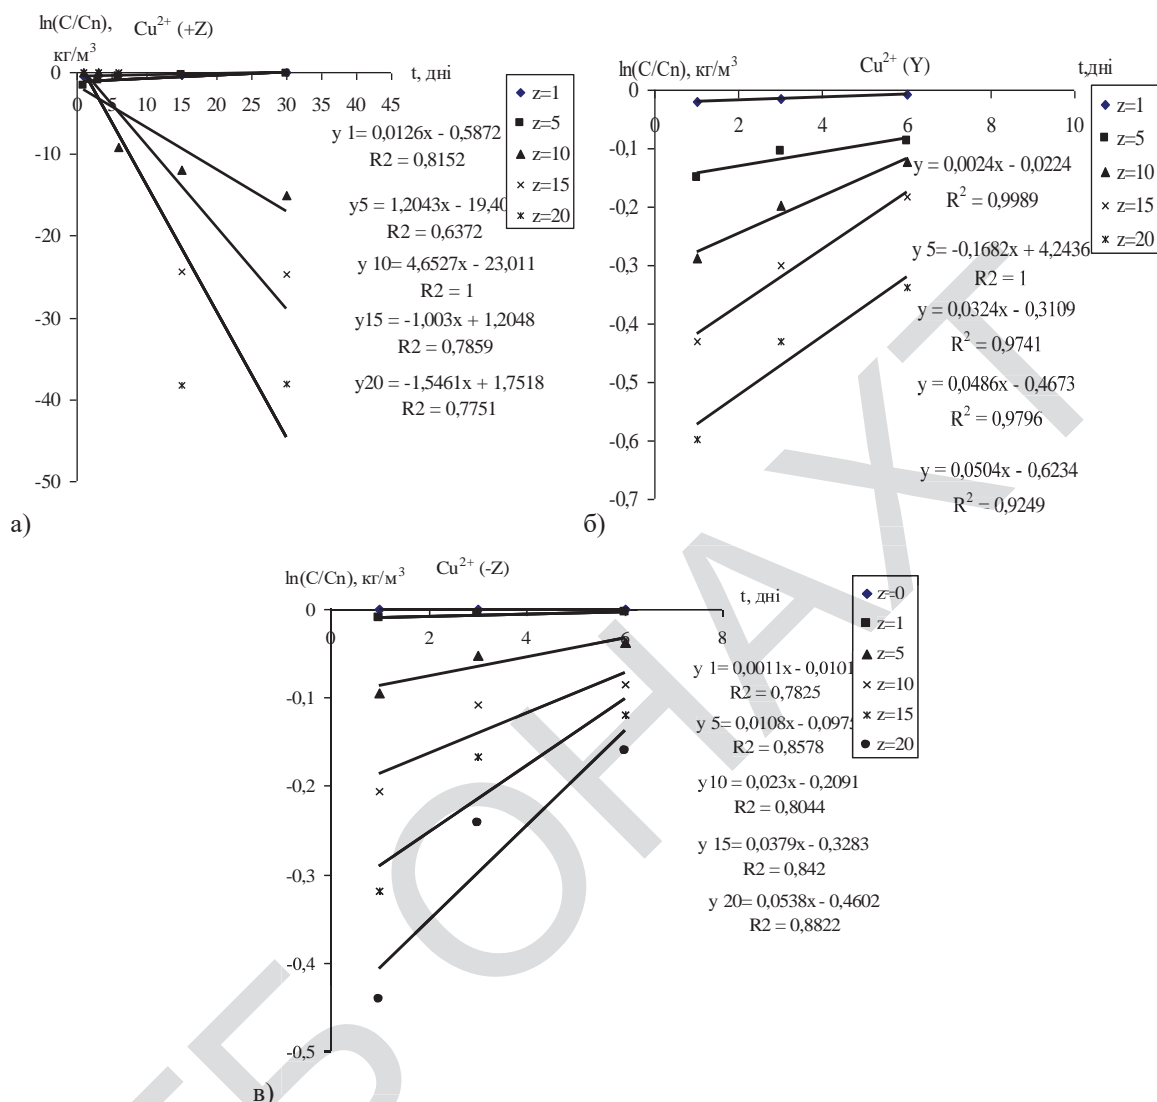 ln(C/Cn),
кг/м³
Cu²⁺ (+Z)
t, дні
0
0 5 10 15 20 25 30 35 40 45
-10
-20
-30
-40
-50
z=1
z=5
z=10
z=15
z=20
y 1= 0,0126x - 0,5872
R2 = 0,8152
y5 = 1,2043x - 19,40
R2 = 0,6372
y 10= 4,6527x - 23,011
R2 = 1
y15= -1,003x + 1,2048
R2 = 0,7859
y20= -1,5461x + 1,7518
R2 = 0,7751
а)
ln(C/Cn), кг/м³
Cu²⁺ (Y)
t,дні
0
0 2 4 6 8 10
-0,1
-0,2
-0,3
-0,4
-0,5
-0,6
-0,7
z=1
z=5
z=10
z=15
z=20
y = 0,0024x - 0,0224
R² = 0,9989
y 5= -0,1682x + 4,2436
R2 = 1
y = 0,0324x - 0,3109
R² = 0,9741
y = 0,0486x - 0,4673
R² = 0,9796
y = 0,0504x - 0,6234
R² = 0,9249
б)
ln(C/Cn), кг/м³
Cu²⁺ (-Z)
t, дні
0
0 2 4 6 8
-0,1
-0,2
-0,3
-0,4
-0,5
z=0
z=1
z=5
z=10
z=15
z=20
y 1= 0,0011x - 0,0101
R2 = 0,7825
y 5= 0,0108x - 0,0975
R2 = 0,8578
y10 = 0,023x - 0,2091
R2 = 0,8044
y 15= 0,0379x - 0,3283
R2 = 0,842
y 20= 0,0538x - 0,4602
R2 = 0,8822
в)
ОНАХТ